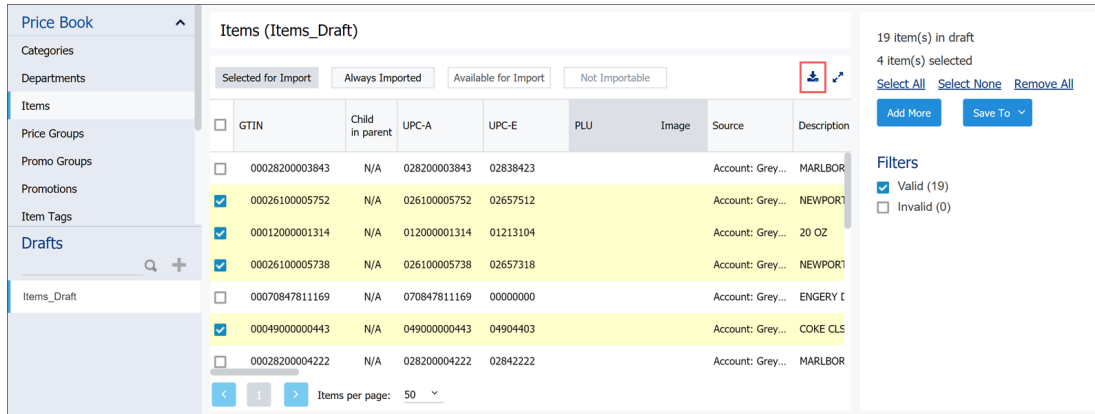 Price Book
Categories
Departments
Items
Price Groups
Promo Groups
Promotions
Item Tags
Drafts
Items_Draft
Items (Items_Draft)
Selected for Import Always Imported Available for Import Not Importable
GTIN Child in parent UPC-A UPC-E PLU Image Source Description
00028200003843 N/A 028200003843 02838423 Account: Grey... MARLBOR
00026100005752 N/A 026100005752 02657512 Account: Grey... NEWPORT
00012000001314 N/A 012000001314 01213104 Account: Grey... 20 OZ
00026100005738 N/A 026100005738 02657318 Account: Grey... NEWPORT
00070847811169 N/A 070847811169 00000000 Account: Grey... ENGERY D
00049000000443 N/A 049000000443 04904403 Account: Grey... COKE CLS
00028200004222 N/A 028200004222 02842222 Account: Grey... MARLBOR
< 1 > Items per page: 50
19 item(s) in draft
4 item(s) selected
Select All Select None Remove All
Add More Save To
Filters
Valid (19)
Invalid (0)